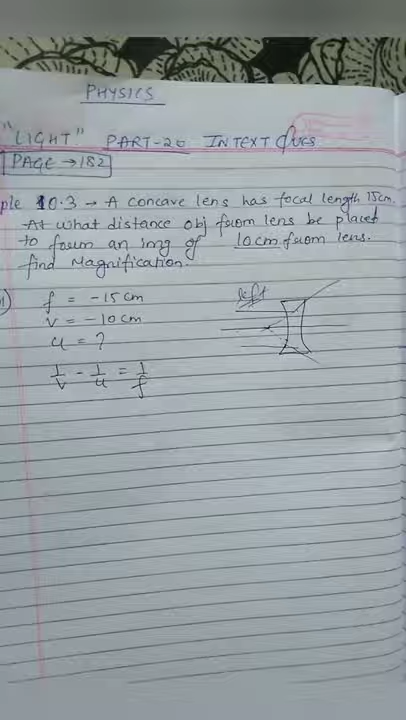 PHYSICS
"LIGHT" PART-20 INTEXT Ques
PAGE → 182
ple 10.3 → A concave lens has focal length 15cm.
At what distance obj from lens be placed
to form an img of 10cm from lens.
find Magnification.
f = -15 cm
v = -10 cm
u = ?
1/v - 1/u = 1/f
left